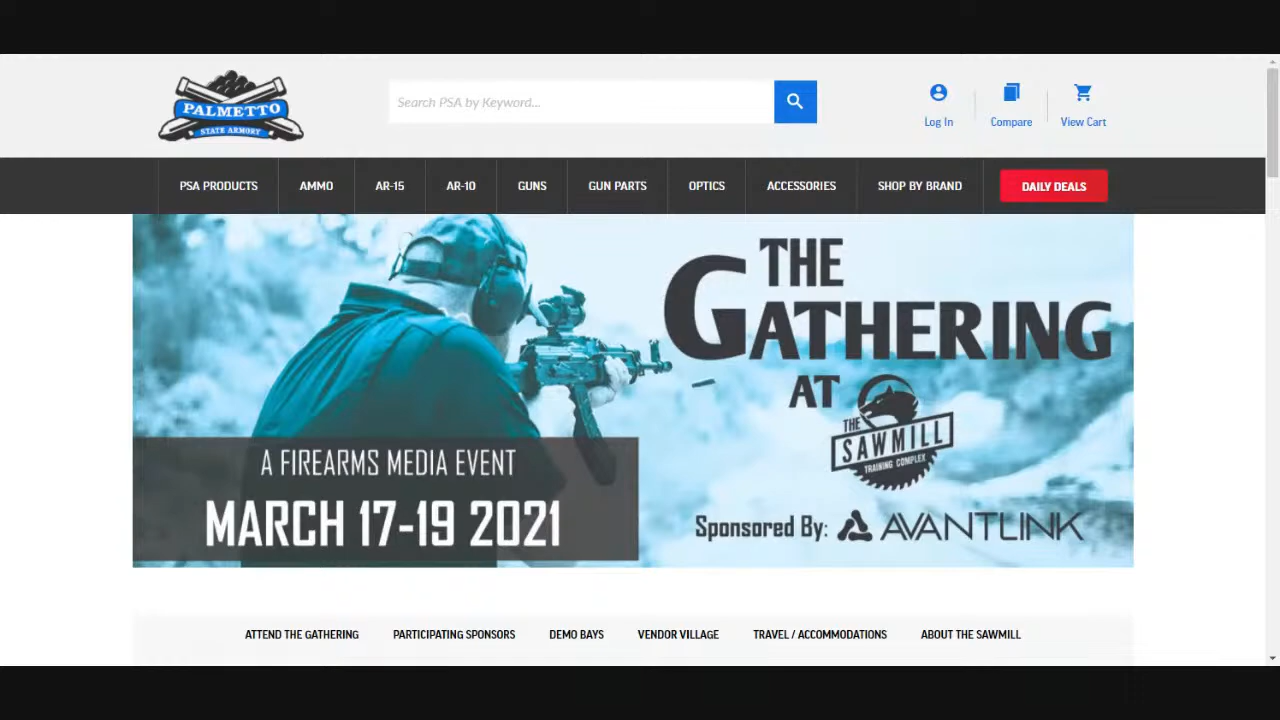 PALMETTO
STATE ARMORY
Search PSA by Keyword...
Log In
Compare
View Cart
PSA PRODUCTS
AMMO
AR-15
AR-10
GUNS
GUN PARTS
OPTICS
ACCESSORIES
SHOP BY BRAND
DAILY DEALS
THE
GATHERING
AT
THE
SAWMILL
TRAINING COMPLEX
A FIREARMS MEDIA EVENT
MARCH 17-19 2021
Sponsored By: AVANTLINK
ATTEND THE GATHERING
PARTICIPATING SPONSORS
DEMO BAYS
VENDOR VILLAGE
TRAVEL / ACCOMMODATIONS
ABOUT THE SAWMILL